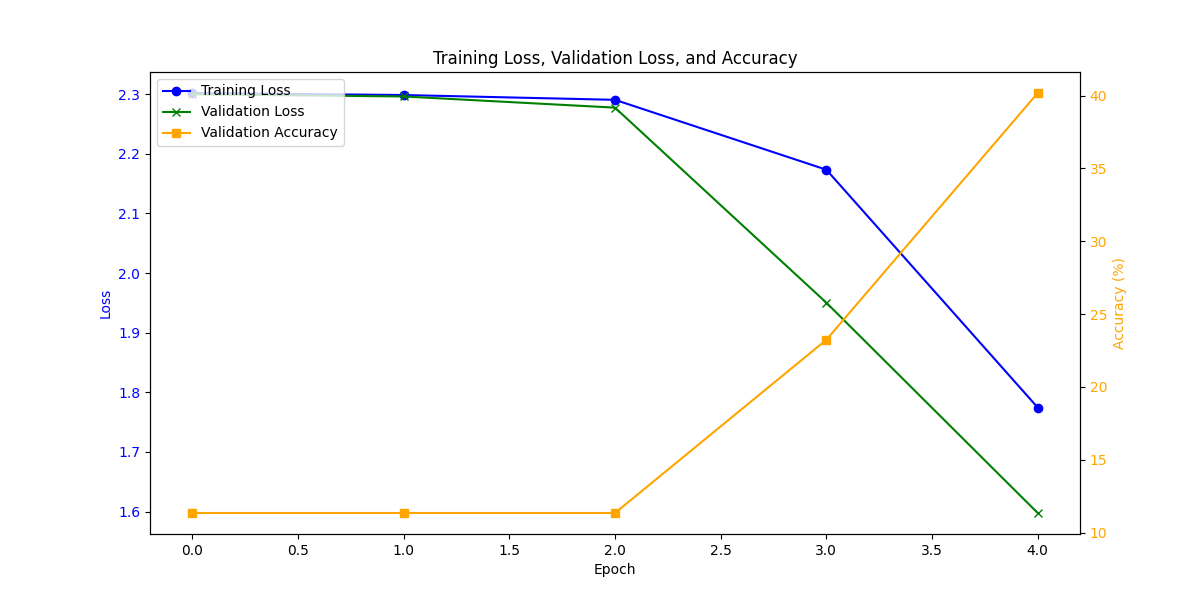 Training Loss, Validation Loss, and Accuracy
Training Loss
Validation Loss
Validation Accuracy
2.3
2.2
2.1
2.0
1.9
1.8
1.7
1.6
Loss
40
35
30
25
20
15
10
Accuracy (%)
0.0 0.5 1.0 1.5 2.0 2.5 3.0 3.5 4.0
Epoch